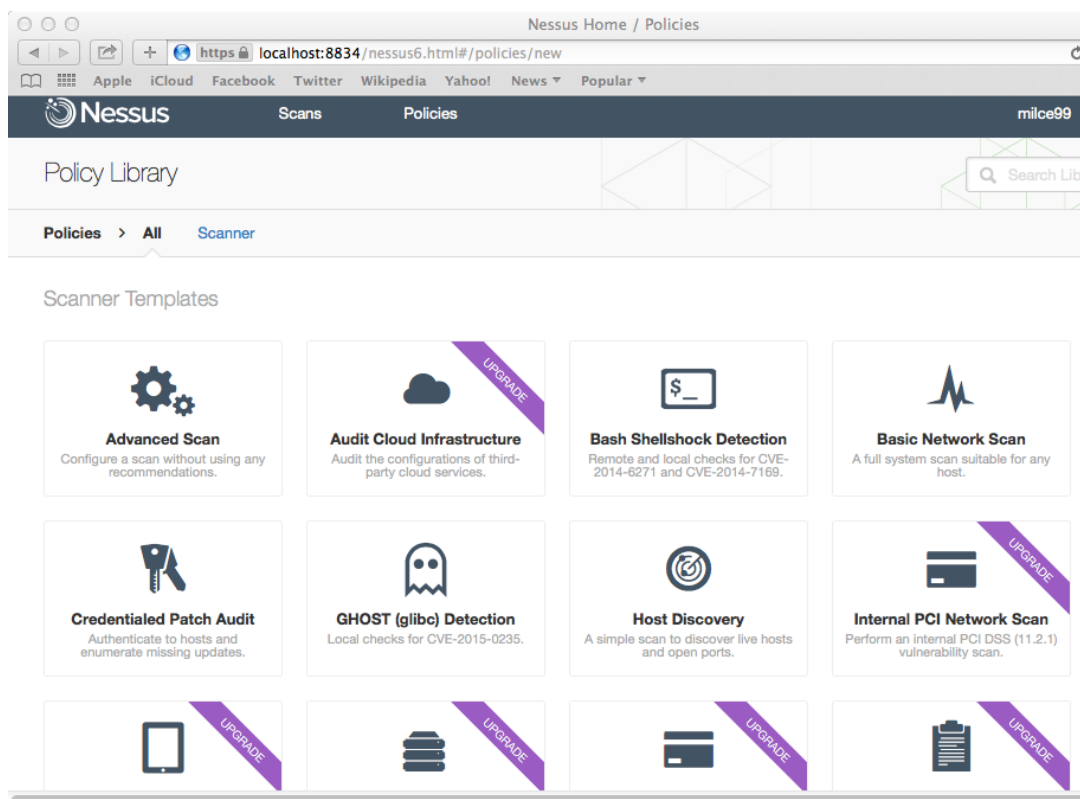 Nessus Home / Policies
https localhost:8834/nessus6.html#/policies/new
Apple iCloud Facebook Twitter Wikipedia Yahoo! News Popular
Nessus Scans Policies milce99
Policy Library
Search Lib
Policies > All Scanner
Scanner Templates
UPGRADE
$_
Advanced Scan
Configure a scan without using any
recommendations.
Audit Cloud Infrastructure
Audit the configurations of third-
party cloud services.
Bash Shellshock Detection
Remote and local checks for CVE-
2014-6271 and CVE-2014-7169.
Basic Network Scan
A full system scan suitable for any
host.
UPGRADE
Credentialed Patch Audit
Authenticate to hosts and
enumerate missing updates.
GHOST (glibc) Detection
Local checks for CVE-2015-0235.
Host Discovery
A simple scan to discover live hosts
and open ports.
Internal PCI Network Scan
Perform an internal PCI DSS (11.2.1)
vulnerability scan.
UPGRADE
UPGRADE
UPGRADE
UPGRADE